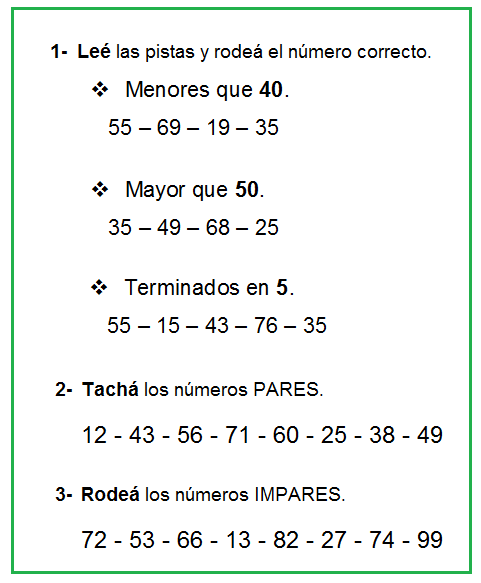 1- Leé las pistas y rodeá el número correcto.
❖ Menores que 40.
55 – 69 – 19 – 35
❖ Mayor que 50.
35 – 49 – 68 – 25
❖ Terminados en 5.
55 – 15 – 43 – 76 – 35
2- Tachá los números PARES.
12 - 43 - 56 - 71 - 60 - 25 - 38 - 49
3- Rodeá los números IMPARES.
72 - 53 - 66 - 13 - 82 - 27 - 74 - 99